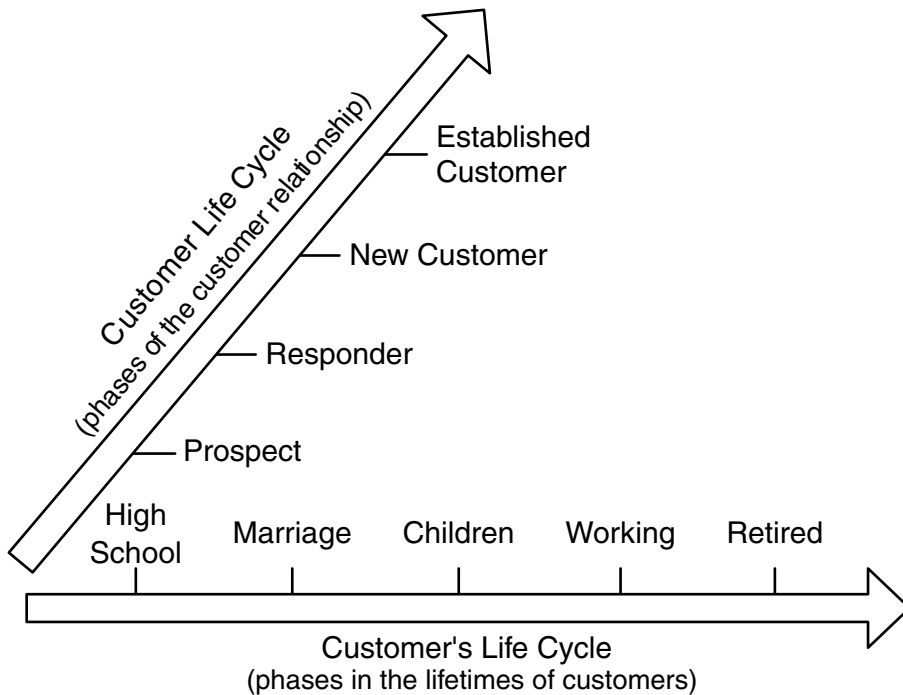 Customer Life Cycle
(phases of the customer relationship)
Established
Customer
New Customer
Responder
Prospect
High
School
Marriage
Children
Working
Retired
Customer's Life Cycle
(phases in the lifetimes of customers)